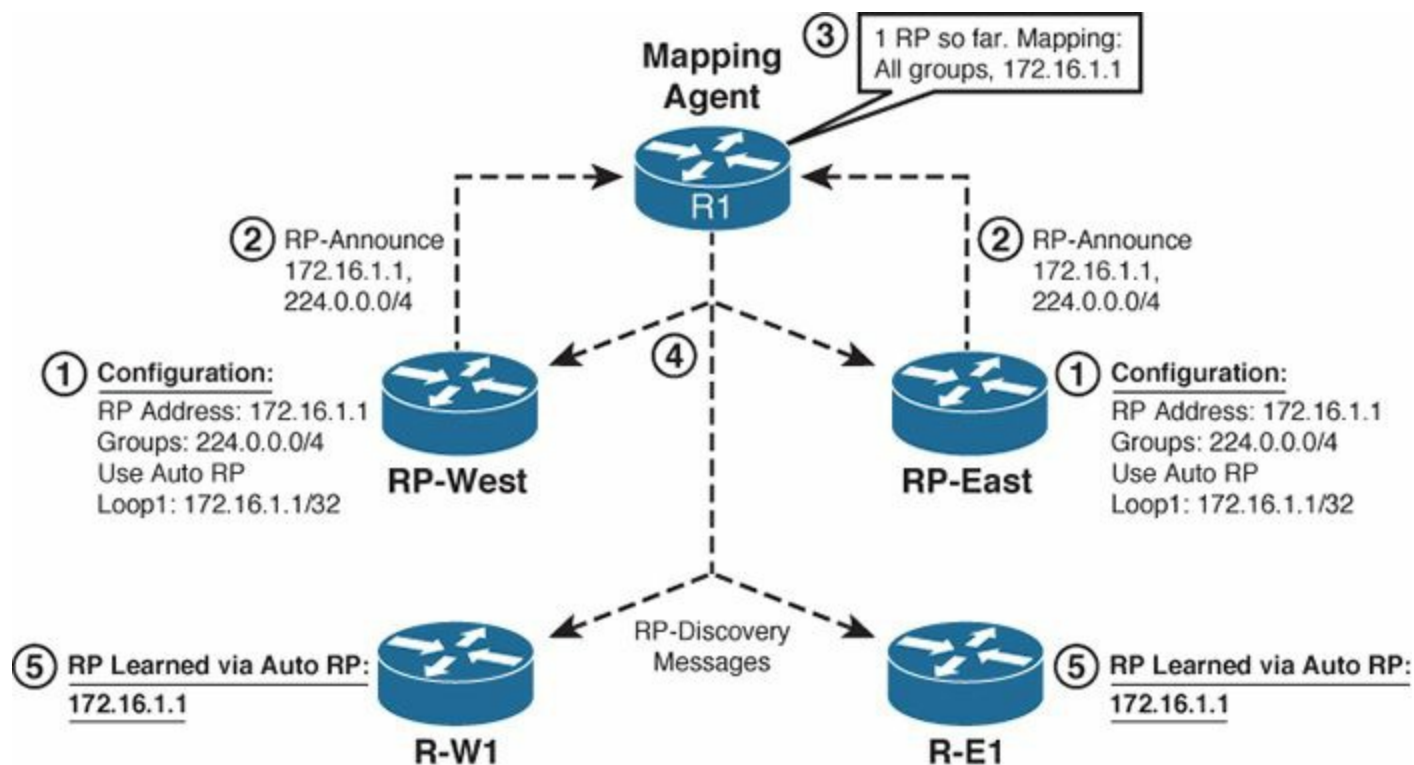 3
1 RP so far. Mapping:
All groups, 172.16.1.1
Mapping
Agent
R1
2 RP-Announce
172.16.1.1,
224.0.0.0/4
2 RP-Announce
172.16.1.1,
224.0.0.0/4
4
1 Configuration:
RP Address: 172.16.1.1
Groups: 224.0.0.0/4
Use Auto RP
Loop1: 172.16.1.1/32
RP-West
RP-East
1 Configuration:
RP Address: 172.16.1.1
Groups: 224.0.0.0/4
Use Auto RP
Loop1: 172.16.1.1/32
RP-Discovery
Messages
5 RP Learned via Auto RP:
172.16.1.1
R-W1
R-E1
5 RP Learned via Auto RP:
172.16.1.1